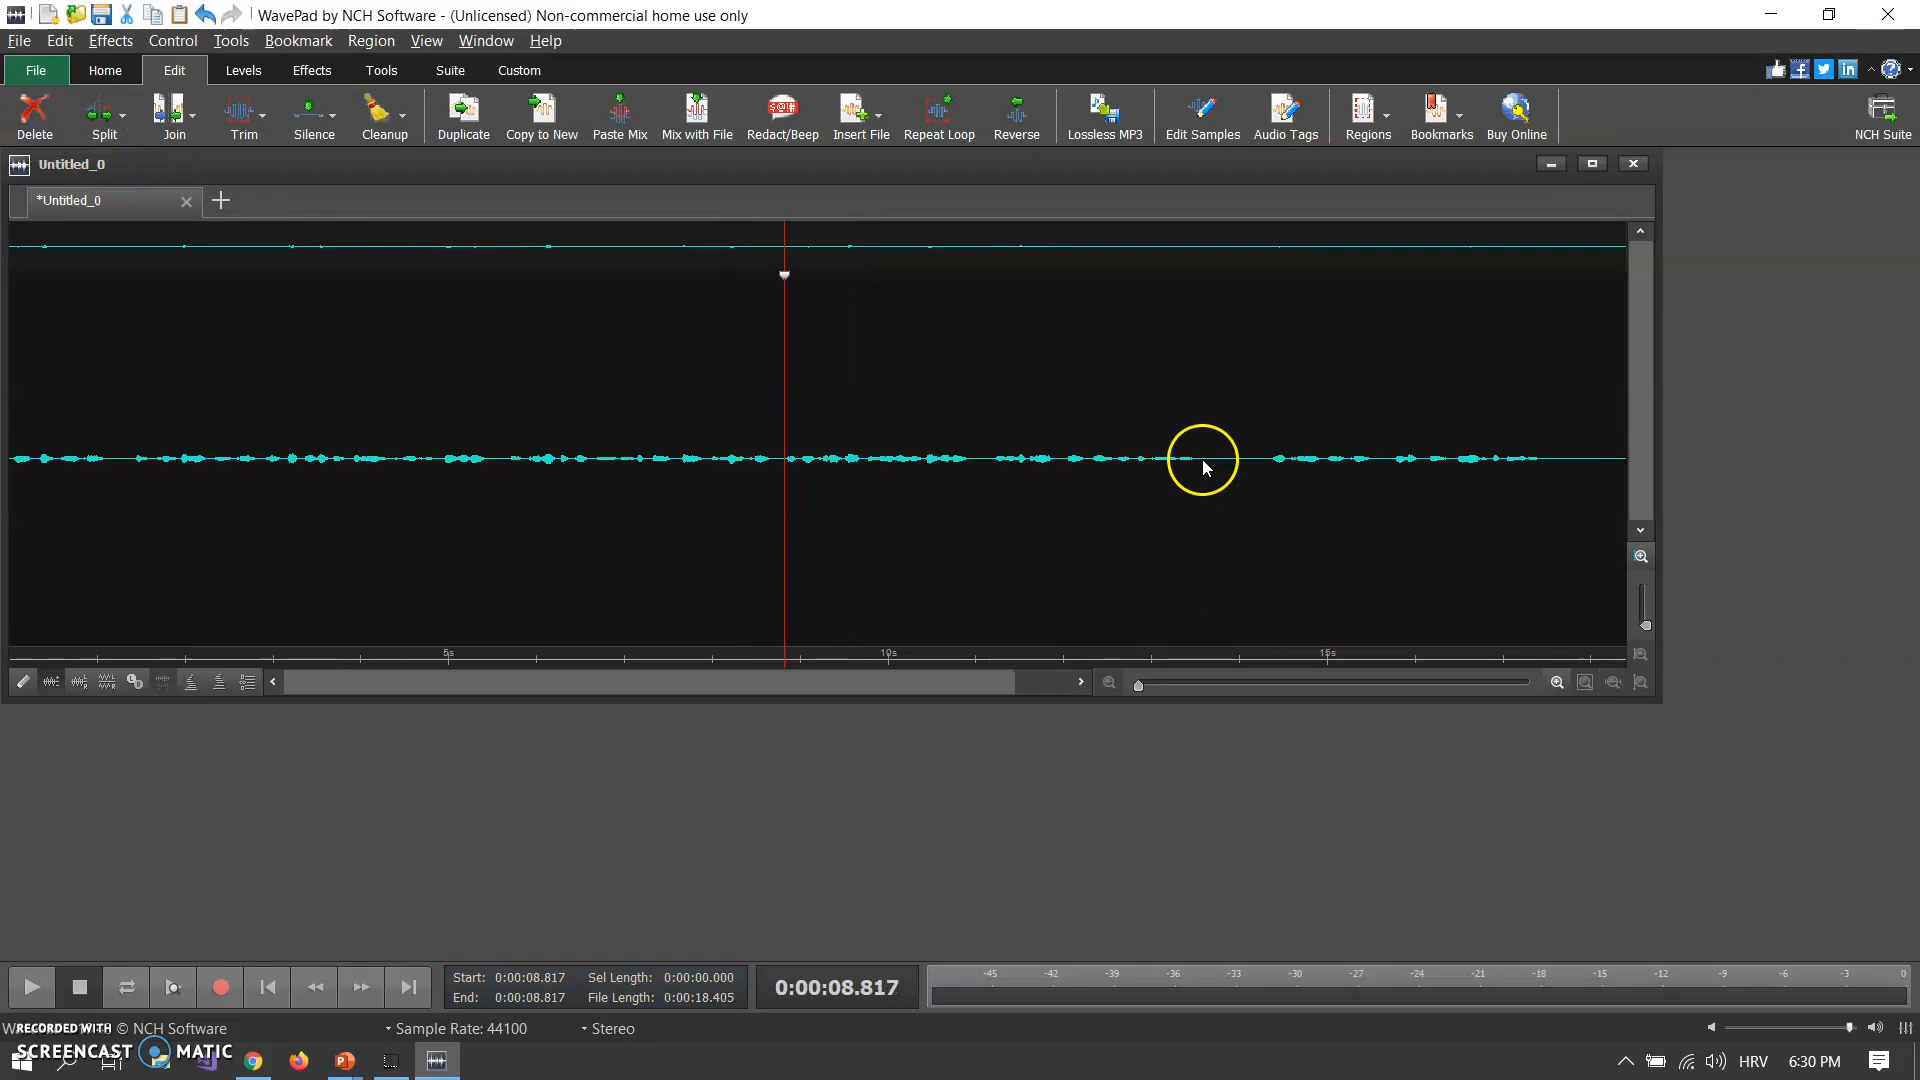 WavePad by NCH Software - (Unlicensed) Non-commercial home use only
File Edit Effects Control Tools Bookmark Region View Window Help
File Home Edit Levels Effects Tools Suite Custom
Delete Split Join Trim Silence Cleanup Duplicate Copy to New Paste Mix Mix with File Redact/Beep Insert File Repeat Loop Reverse Lossless MP3 Edit Samples Audio Tags Regions Bookmarks Buy Online NCH Suite
Untitled_0
*Untitled_0
5s 10s 15s
Start: 0:00:08.817 Sel Length: 0:00:00.000
End: 0:00:08.817 File Length: 0:00:18.405
0:00:08.817
-45 -42 -39 -36 -33 -30 -27 -24 -21 -18 -15 -12 -9 -6 -3 0
© NCH Software Sample Rate: 44100 Stereo
RECORDED WITH
SCREENCAST MATIC
HRV 6:30 PM